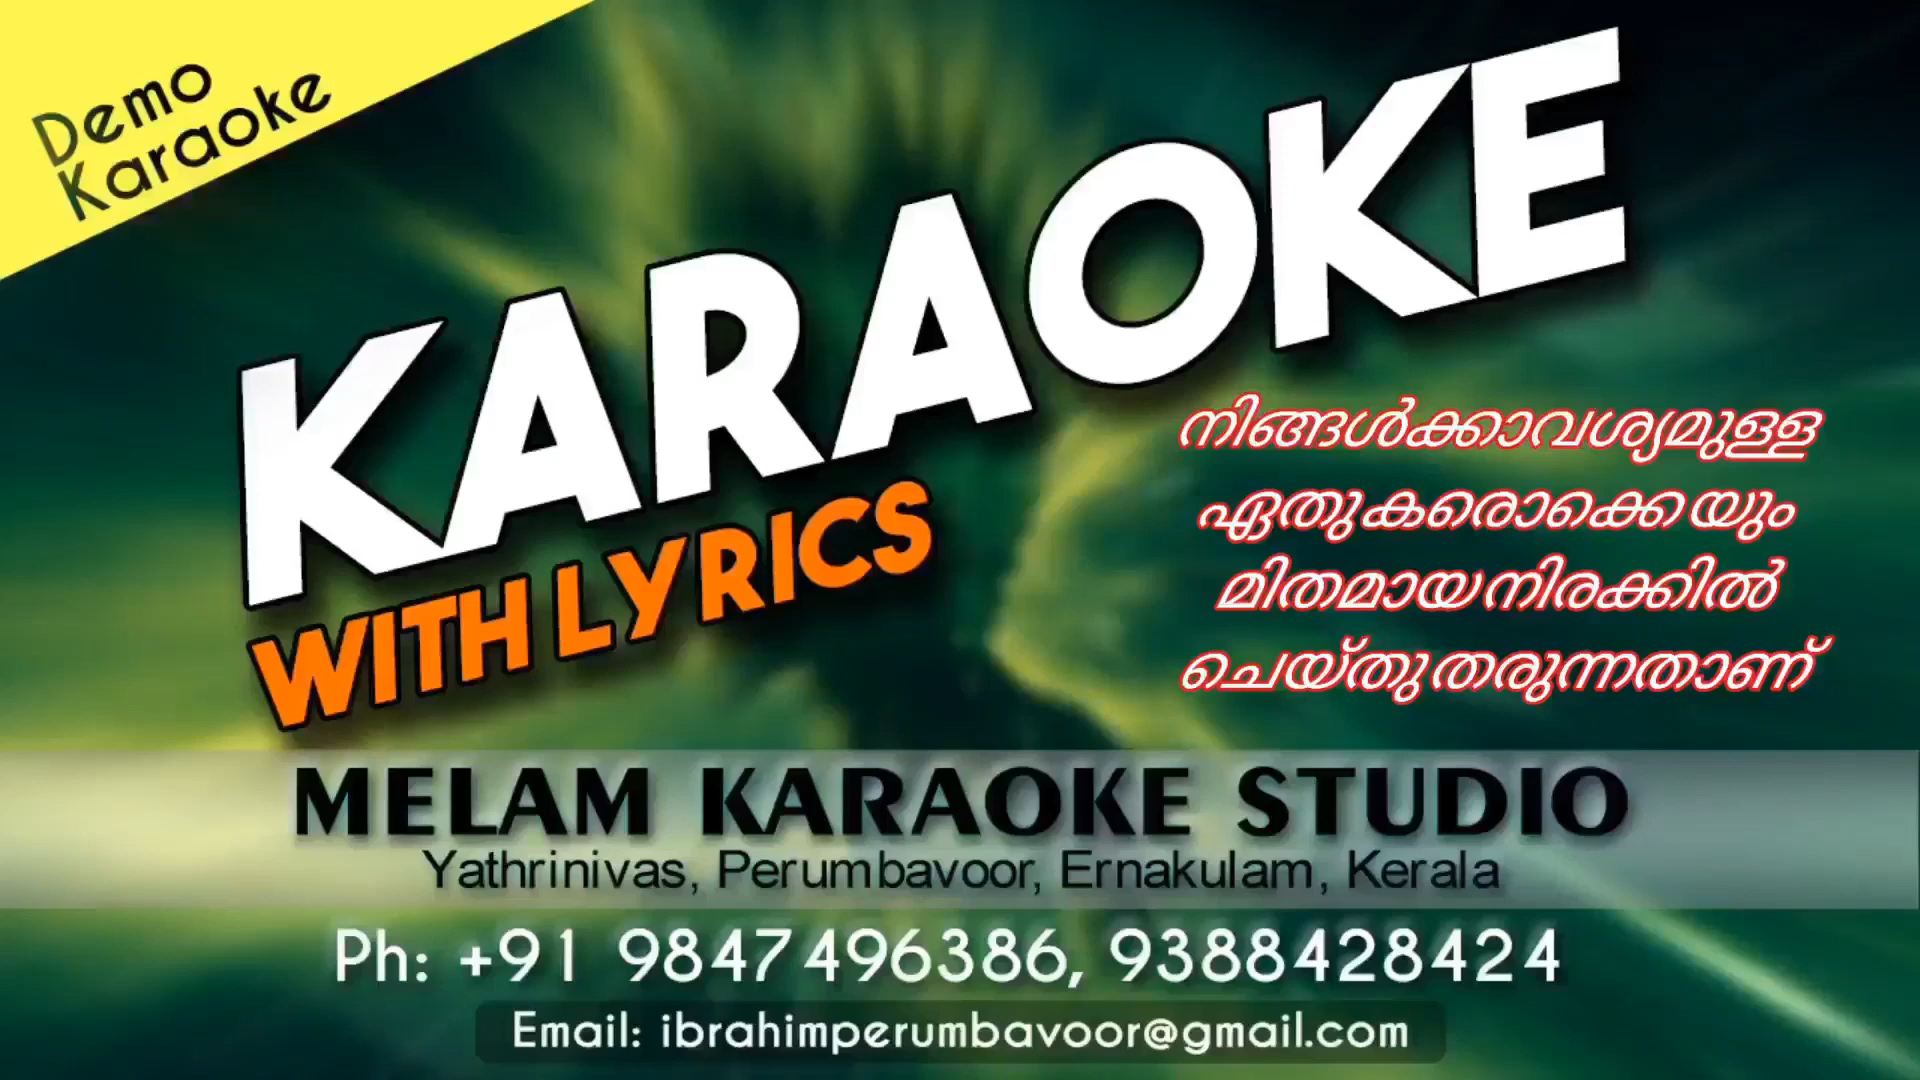 Demo
Karaoke
KARAOKE
WITH LYRICS
നിങ്ങൾക്കാവശ്യമുള്ള
ഏതു കരൊക്കെയും
മിതമായ നിരക്കിൽ
ചെയ്തു തരുന്നതാണ്
MELAM KARAOKE STUDIO
Yathrinivas, Perumbavoor, Ernakulam, Kerala
Ph: +91 9847496386, 9388428424
Email: ibrahimperumbavoor@gmail.com